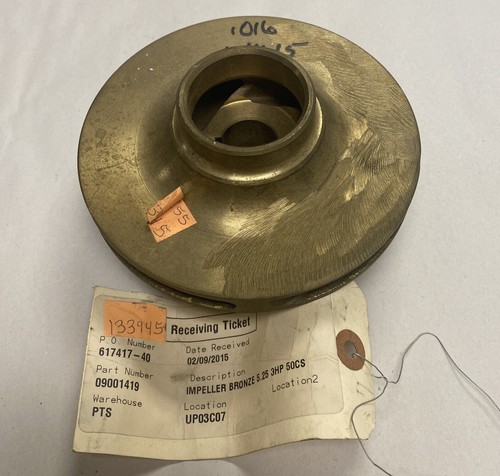 1016
133945
Receiving Ticket
P.O. Number
617417-40
Date Received
02/09/2015
Part Number
09001419
Description
IMPELLER BRONZE 5.25 3HP 50CS
Warehouse
PTS
Location
UP03C07
Location2